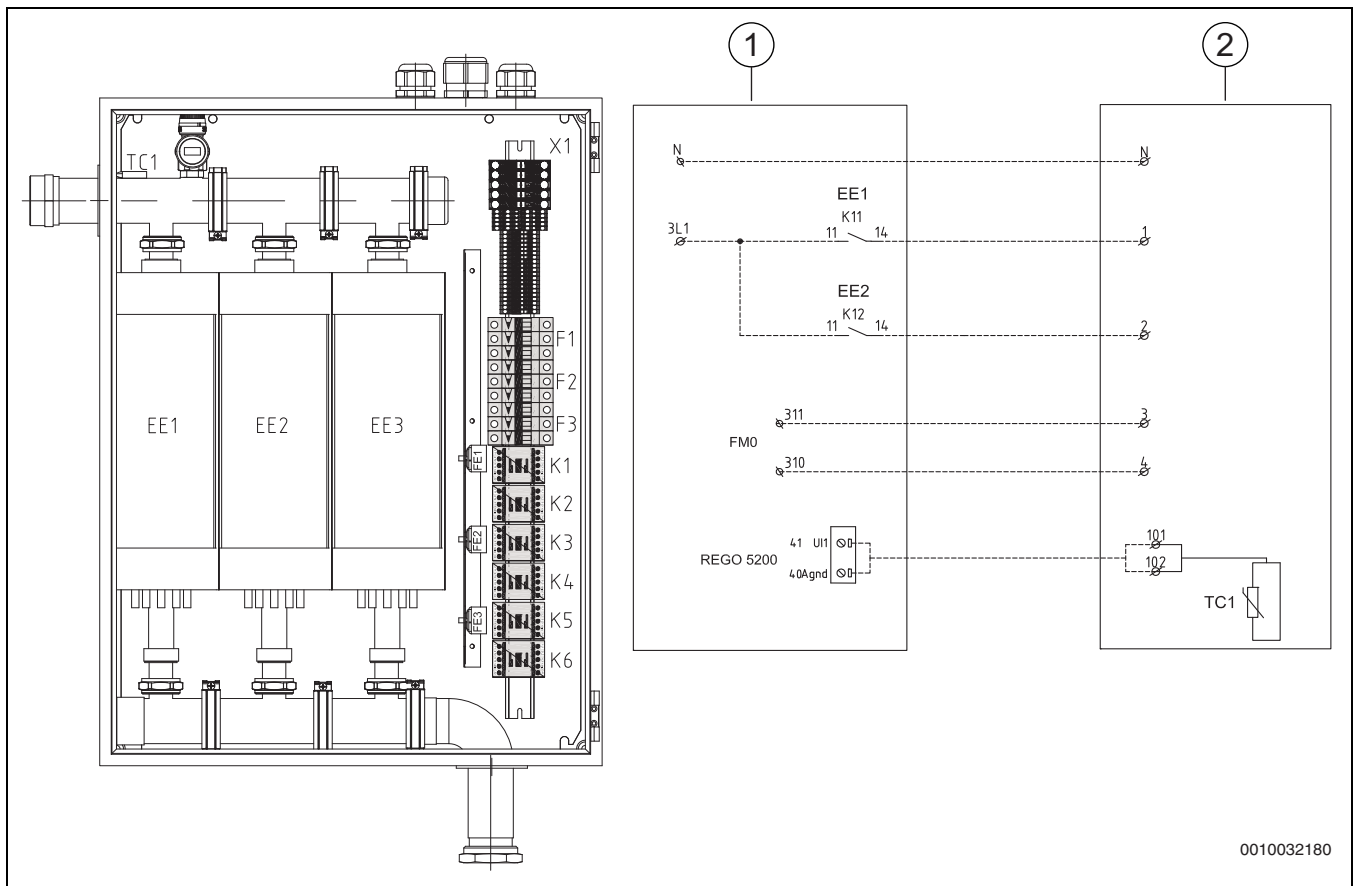 1
2
X1
TC1
N
N
EE1
K11
3L1
11
14
1
EE2
K12
11
14
2
F1
F2
F3
EE1
EE2
EE3
311
3
FM0
310
4
FE1
K1
K2
FE2
K3
K4
FE3
K5
K6
41 UI1
REGO 5200
40Agnd
101
102
TC1
0010032180